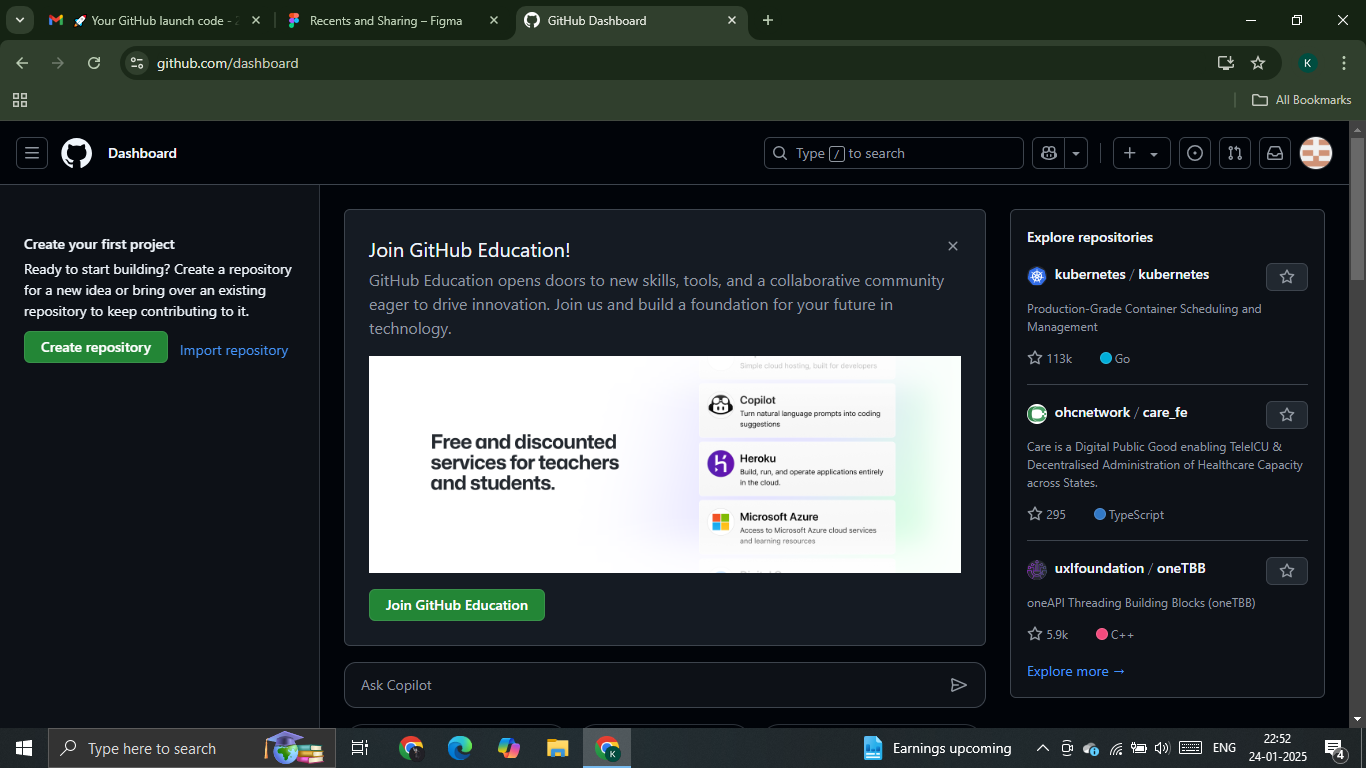 🚀 Your GitHub launch code -
Recents and Sharing – Figma
GitHub Dashboard
github.com/dashboard
K
All Bookmarks
Dashboard
Type / to search
Create your first project
Ready to start building? Create a repository
for a new idea or bring over an existing
repository to keep contributing to it.
Create repository
Import repository
Join GitHub Education!
GitHub Education opens doors to new skills, tools, and a collaborative community
eager to drive innovation. Join us and build a foundation for your future in
technology.
Free and discounted
services for teachers
and students.
Simple cloud hosting, built for developers
Copilot
Turn natural language prompts into coding
suggestions
Heroku
Build, run, and operate applications entirely
in the cloud.
Microsoft Azure
Access to Microsoft Azure cloud services
and learning resources
Join GitHub Education
Ask Copilot
Explore repositories
kubernetes / kubernetes
Production-Grade Container Scheduling and
Management
113k
Go
ohcnetwork / care_fe
Care is a Digital Public Good enabling TeleICU &
Decentralised Administration of Healthcare Capacity
across States.
295
TypeScript
uxlfoundation / oneTBB
oneAPI Threading Building Blocks (oneTBB)
5.9k
C++
Explore more →
Type here to search
K
Earnings upcoming
ENG
22:52
24-01-2025
4